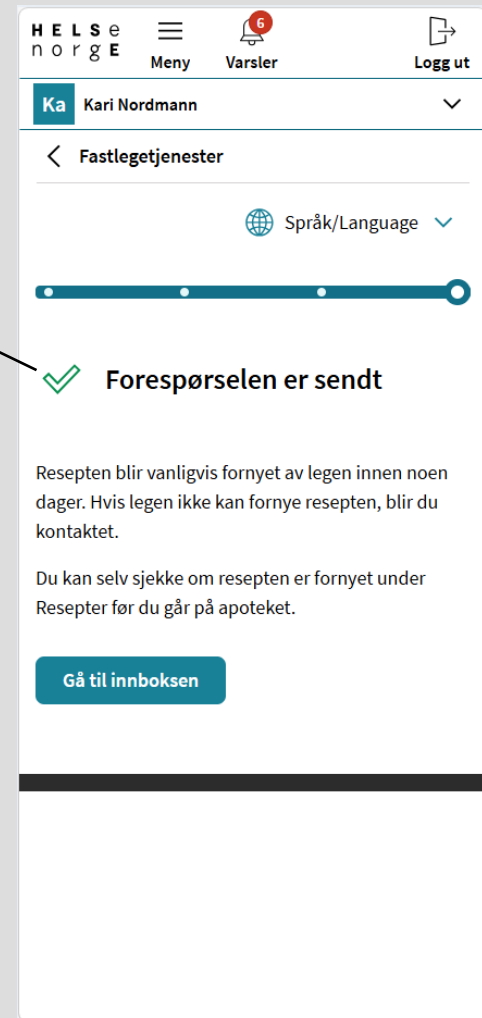 HELSe
norgE
Meny
6
Varsler
Logg ut
Ka Kari Nordmann
Fastlegetjenester
Språk/Language
Forespørselen er sendt
Resepten blir vanligvis fornyet av legen innen noen
dager. Hvis legen ikke kan fornye resepten, blir du
kontaktet.
Du kan selv sjekke om resepten er fornyet under
Resepter før du går på apoteket.
Gå til innboksen